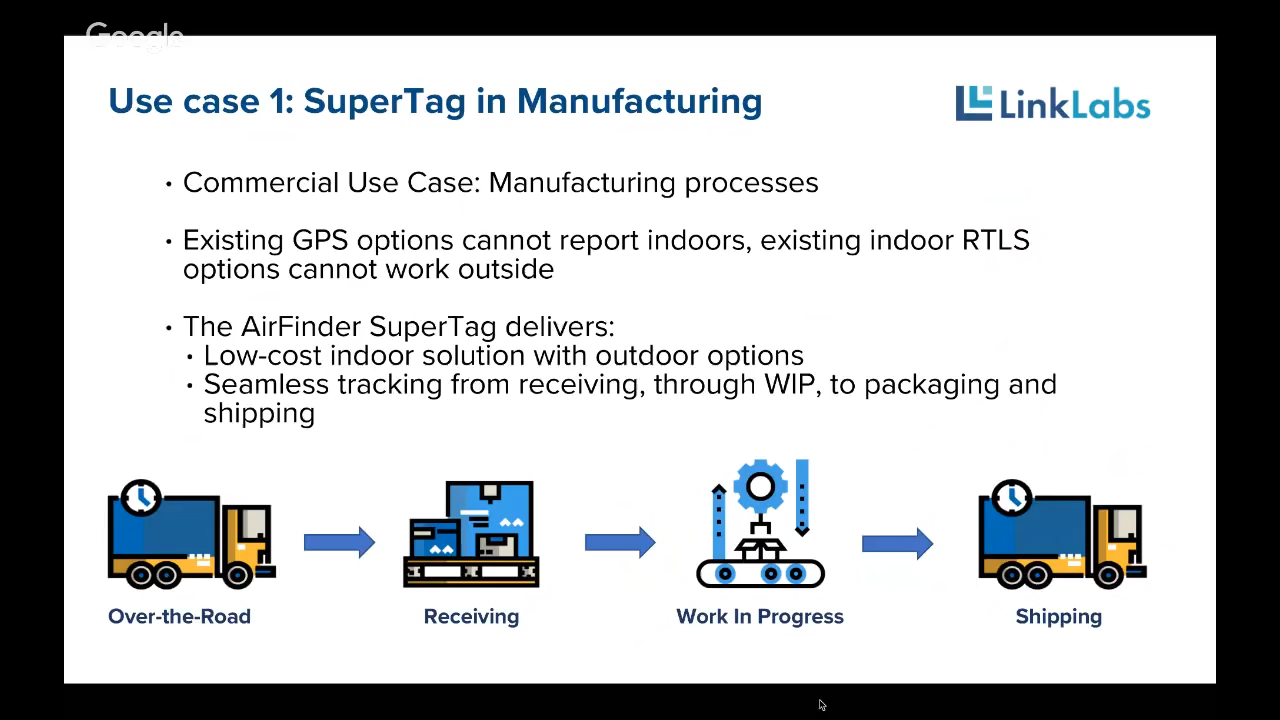 Google
Use case 1: SuperTag in Manufacturing
LinkLabs
• Commercial Use Case: Manufacturing processes
• Existing GPS options cannot report indoors, existing indoor RTLS
options cannot work outside
• The AirFinder SuperTag delivers:
• Low-cost indoor solution with outdoor options
• Seamless tracking from receiving, through WIP, to packaging and
shipping
Over-the-Road
Receiving
Work In Progress
Shipping